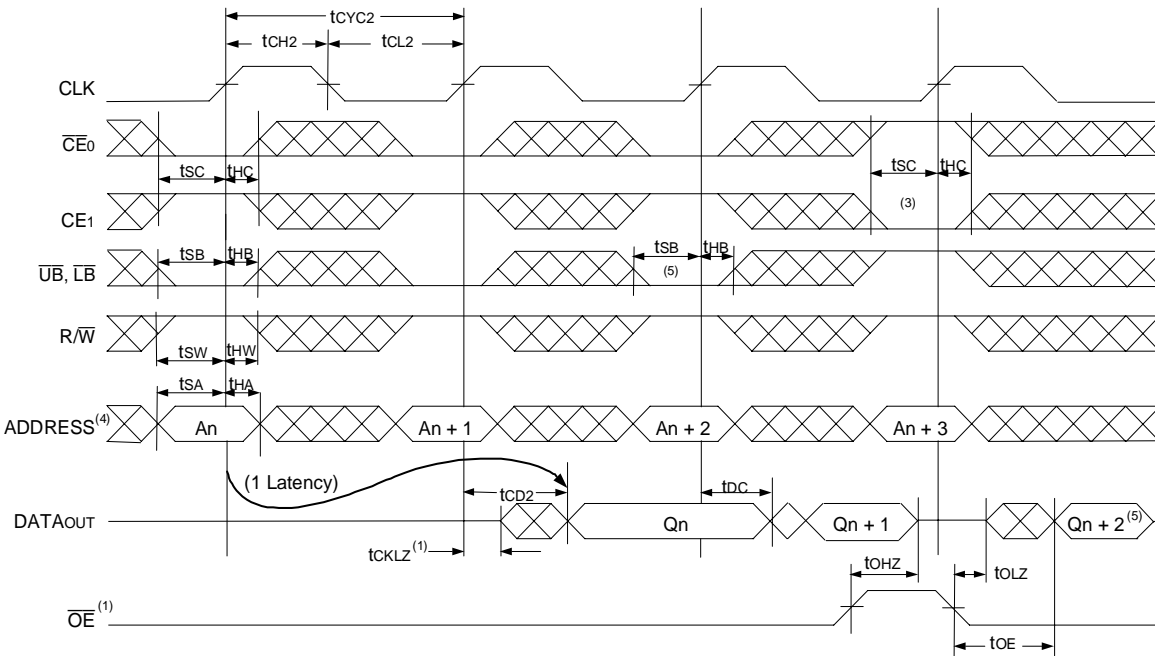 tCYC2
tCH2 tCL2
CLK
CE0
tSC tHC tSC tHC
(3)
CE1
tSB tHB tSB tHB
(5)
UB, LB
R/W
tSW tHW
tSA tHA
ADDRESS(4) An An + 1 An + 2 An + 3
(1 Latency) tCD2 tDC
DATAOUT Qn Qn + 1 Qn + 2(5)
tCKLZ(1)
tOHZ tOLZ
OE(1)
tOE